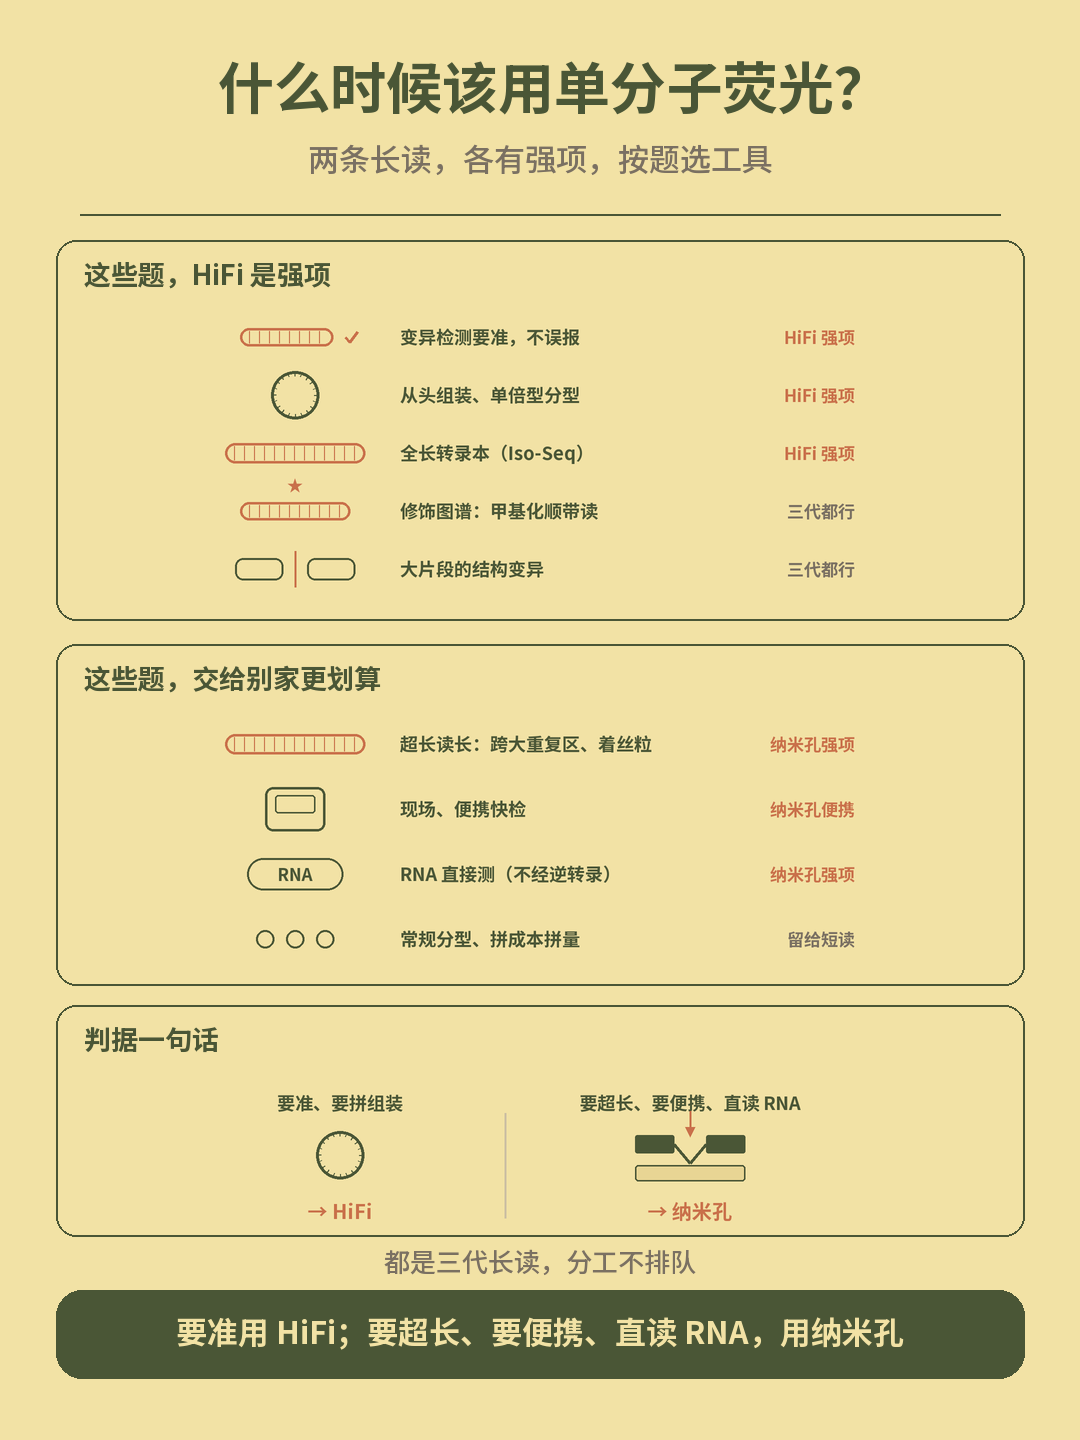 什么时候该用单分子荧光？
两条长读，各有强项，按题选工具
这些题，HiFi 是强项
变异检测要准，不误报 HiFi 强项
从头组装、单倍型分型 HiFi 强项
全长转录本（Iso-Seq） HiFi 强项
修饰图谱：甲基化顺带读 三代都行
大片段的结构变异 三代都行
这些题，交给别家更划算
超长读长：跨大重复区、着丝粒 纳米孔强项
现场、便携快检 纳米孔便携
RNA RNA 直接测（不经逆转录） 纳米孔强项
常规分型、拼成本拼量 留给短读
判据一句话
要准、要拼组装
→ HiFi
要超长、要便携、直读 RNA
→ 纳米孔
都是三代长读，分工不排队
要准用 HiFi；要超长、要便携、直读 RNA，用纳米孔